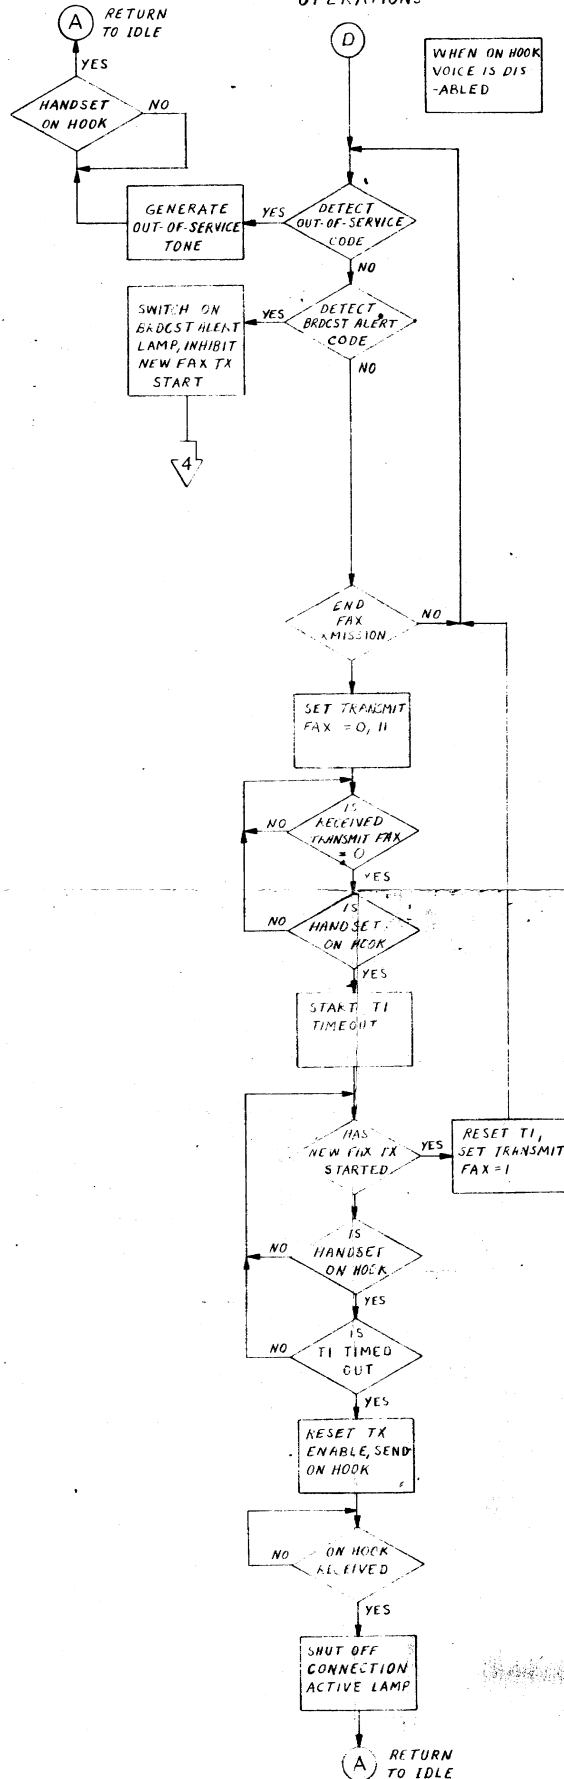 OPERATIONS
A
RETURN
TO IDLE
D
WHEN ON HOOK
VOICE IS DIS
-ABLED
YES
HANDSET
ON HOOK
NO
GENERATE
OUT-OF-SERVICE
TONE
YES
DETECT
OUT-OF-SERVICE
CODE
NO
SWITCH ON
BRDCST ALERT
LAMP, INHIBIT
NEW FAX TX
START
YES
DETECT
BRDCST ALERT
CODE
NO
4
END
FAX
XMISSION
NO
SET TRANSMIT
FAX = 0, 11
IS
RECEIVED
TRANSMIT FAX
= 0
NO
YES
IS
HANDSET
ON HOOK
NO
YES
START T1
TIMEOUT
HAS
NEW FAX TX
STARTED
YES
RESET T1,
SET TRANSMIT
FAX = 1
IS
HANDSET
ON HOOK
NO
YES
IS
T1 TIMED
OUT
NO
YES
RESET TX
ENABLE, SEND
ON HOOK
NO
ON HOOK
RECEIVED
YES
SHUT OFF
CONNECTION
ACTIVE LAMP
A
RETURN
TO IDLE